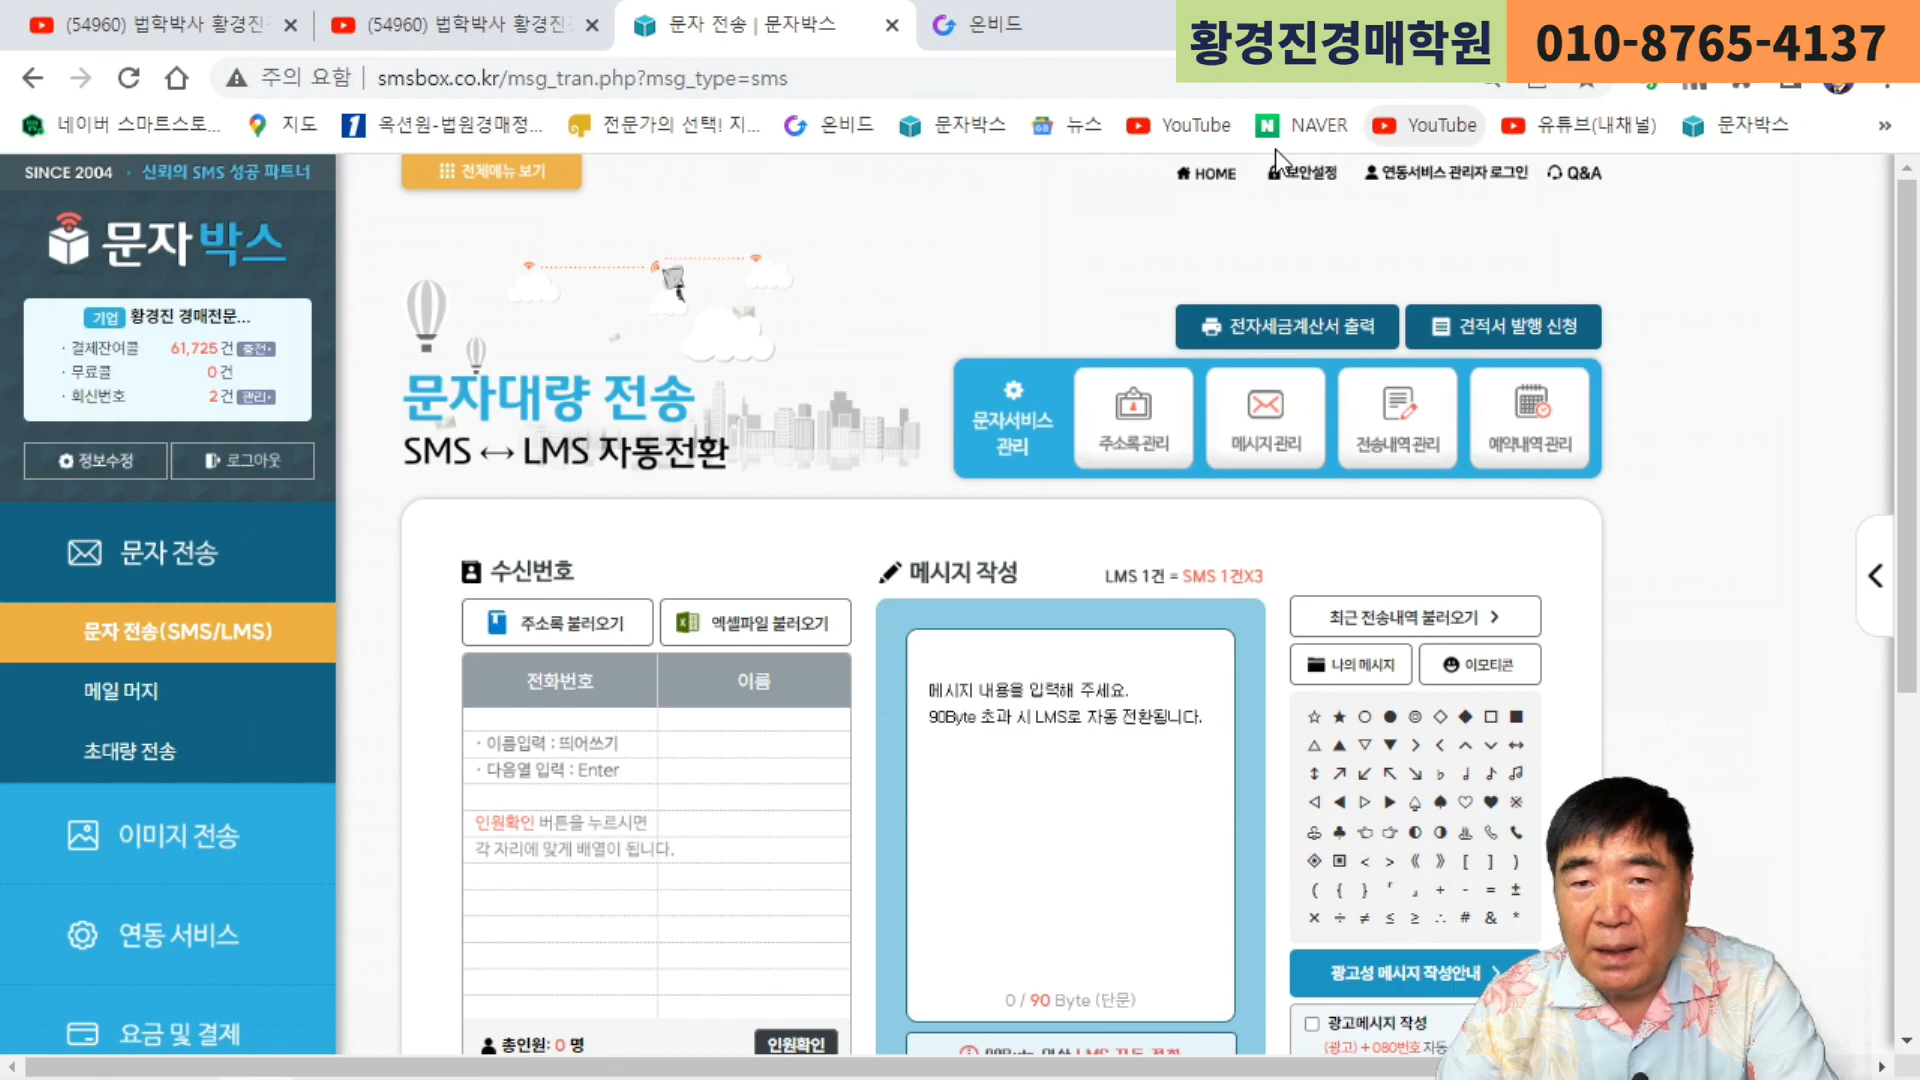 (54960) 법학박사 황경진
(54960) 법학박사 황경진
문자 전송 | 문자박스
온비드
황경진경매학원
010-8765-4137
주의 요함
smsbox.co.kr/msg_tran.php?msg_type=sms
네이버 스마트스토...
지도
옥션원-법원경매정...
전문가의 선택! 지...
온비드
문자박스
뉴스
YouTube
NAVER
YouTube
유튜브(내채널)
문자박스
SINCE 2004 · 신뢰의 SMS 성공 파트너
전체메뉴 보기
HOME
보안설정
연동서비스 관리자 로그인
Q&A
문자박스
기업 황경진 경매전문...
· 결제잔여콜 61,725 건 충전
· 무료콜 0 건
· 회신번호 2 건 관리
정보수정
로그아웃
전자세금계산서 출력
견적서 발행 신청
문자대량 전송
SMS ↔ LMS 자동전환
문자서비스
관리
주소록 관리
메시지 관리
전송내역 관리
예약내역 관리
문자 전송
문자 전송(SMS/LMS)
메일 머지
초대량 전송
이미지 전송
연동 서비스
요금 및 결제
수신번호
주소록 불러오기
엑셀파일 불러오기
전화번호
이름
· 이름입력 : 띄어쓰기
· 다음열 입력 : Enter
인원확인 버튼을 누르시면
각 자리에 맞게 배열이 됩니다.
총인원: 0 명
인원확인
메시지 작성
LMS 1건 = SMS 1건X3
메시지 내용을 입력해 주세요.
90Byte 초과 시 LMS로 자동 전환됩니다.
0 / 90 Byte (단문)
최근 전송내역 불러오기
나의 메시지
이모티콘
☆ ★ ○ ● ◎ ◇ ◆ □ ■
△ ▲ ▽ ▼ > < ∧ ∨ ↔
↕ ↗ ↙ ↖ ↘ ♭ ♩ ♪ ♬
◁ ◀ ▷ ▶ ♤ ♠ ♡ ♥ ※
♧ ♣ ☜ ☞ ◐ ◑ ♨ ☏ ☎
◈ ▣ < > 《 》 [ ] )
( { } 「 」 + - = ±
× ÷ ≠ ≤ ≥ ∴ # & *
광고성 메시지 작성안내
광고메시지 작성
(광고) + 080번호 자동